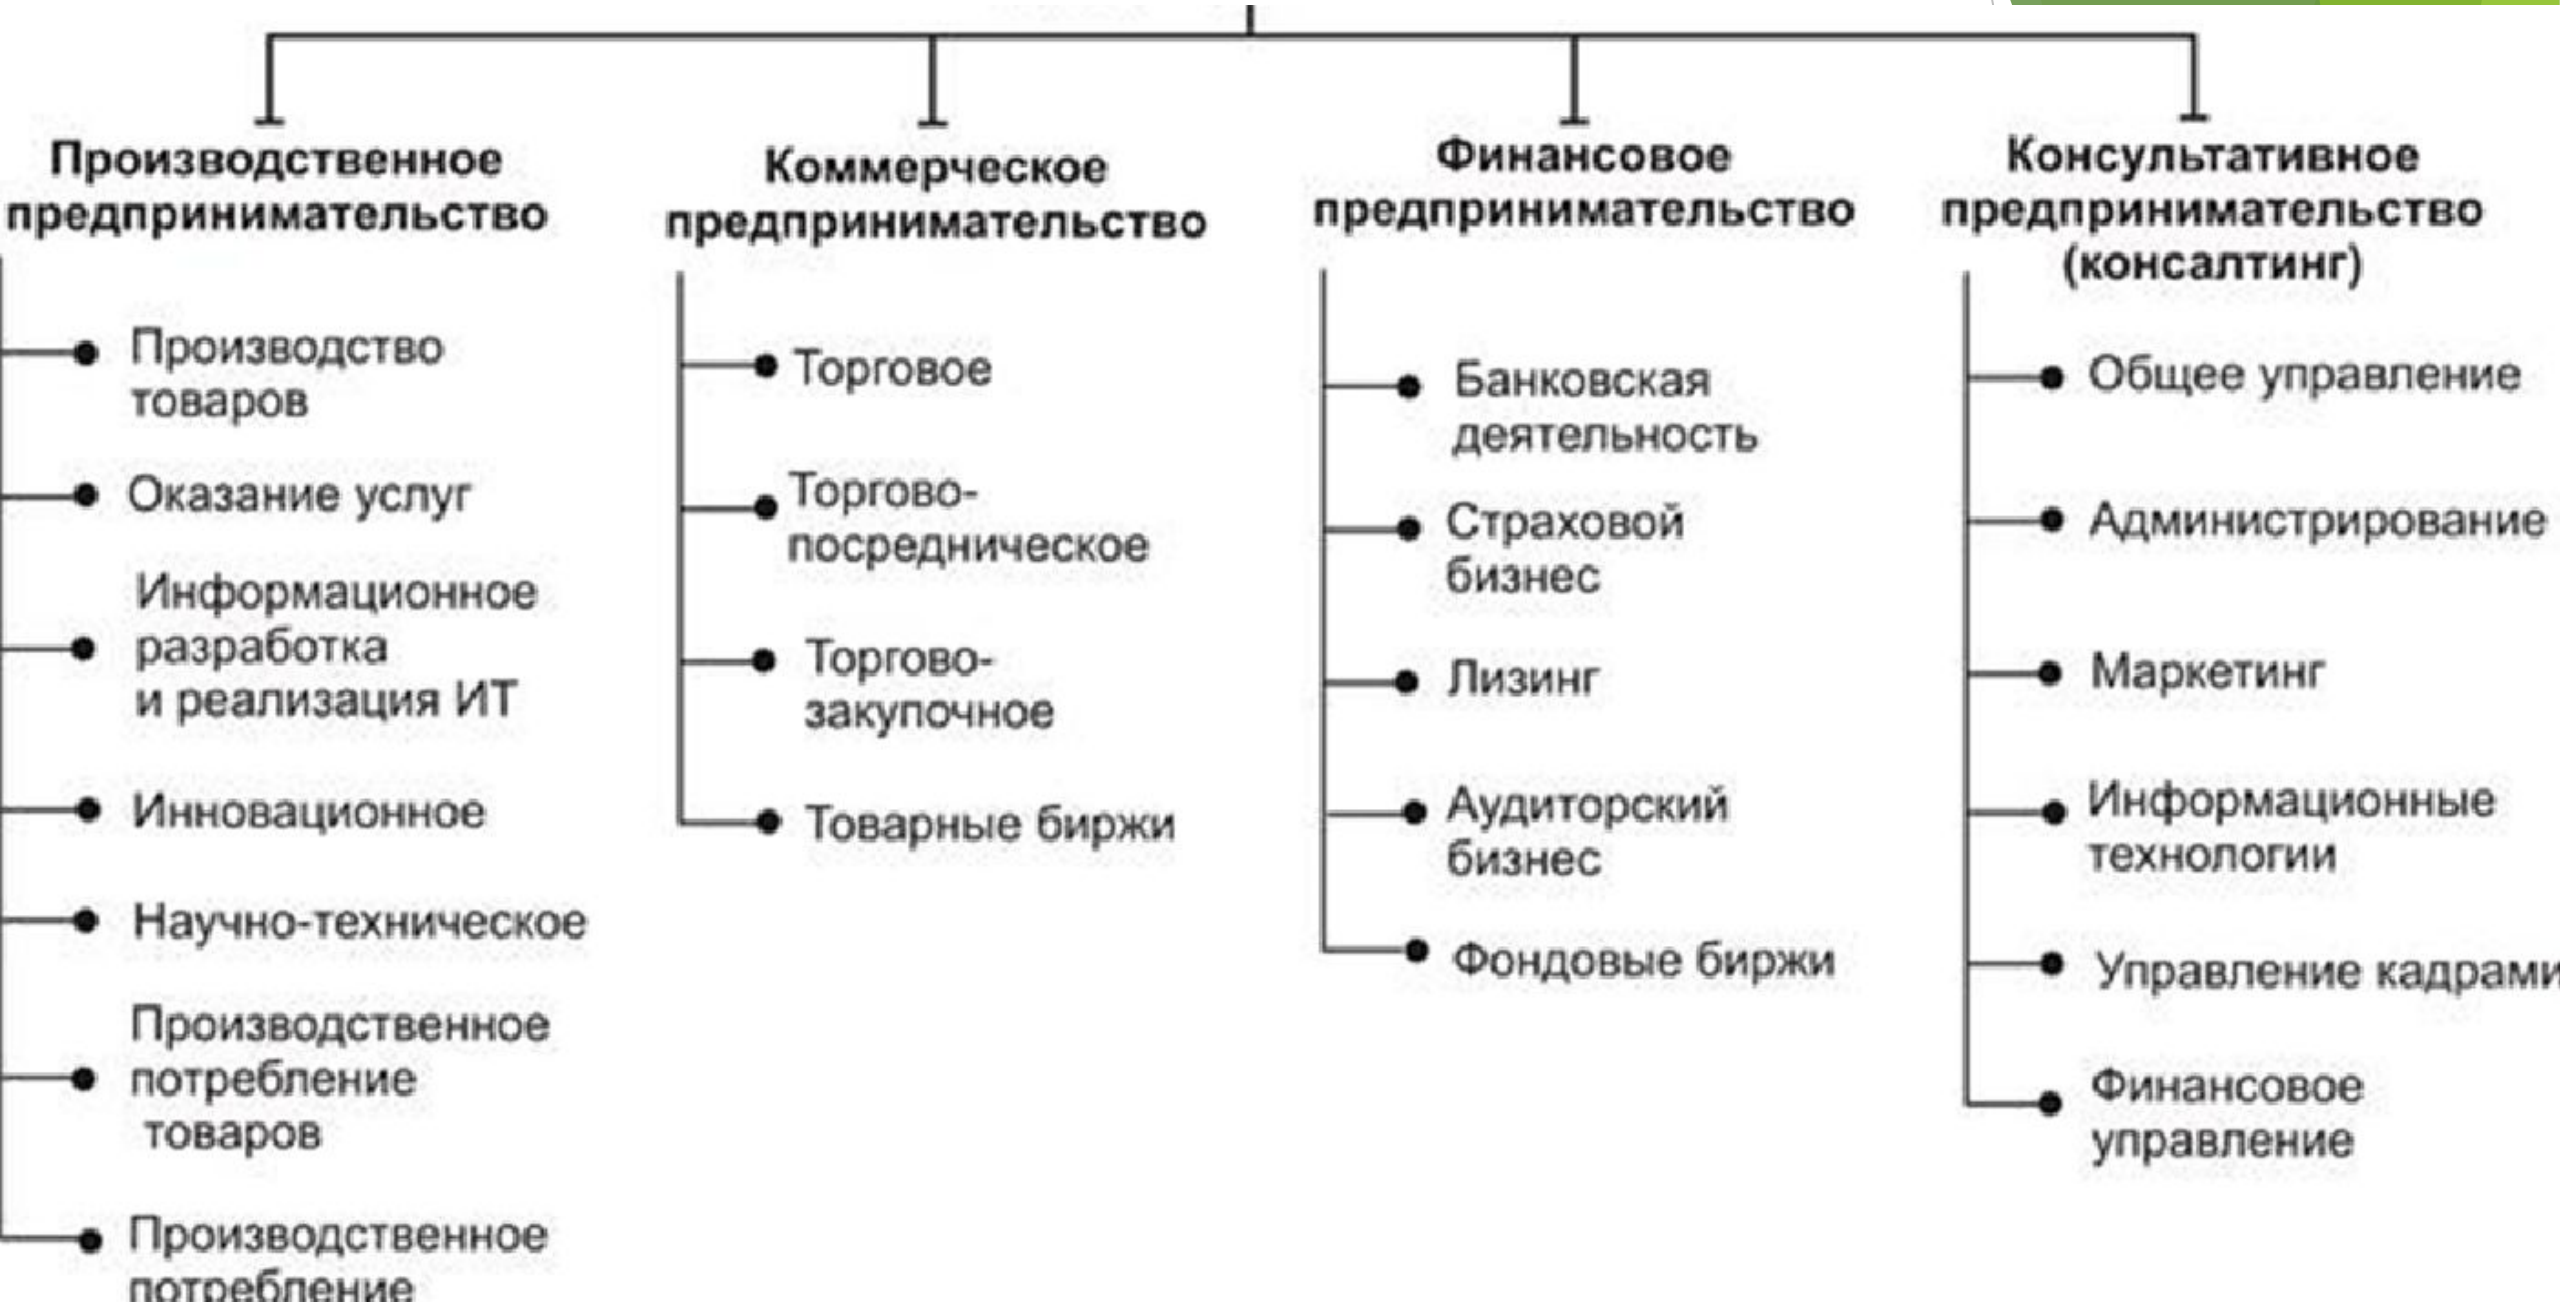 Производственное
предпринимательство
Производство
товаров
Оказание услуг
Информационное
разработка
и реализация ИТ
Инновационное
Научно-техническое
Производственное
потребление
товаров
Производственное
потребление
Коммерческое
предпринимательство
Торговое
Торгово-
посредническое
Торгово-
закупочное
Товарные биржи
Финансовое
предпринимательство
Банковская
деятельность
Страховой
бизнес
Лизинг
Аудиторский
бизнес
Фондовые биржи
Консультативное
предпринимательство
(консалтинг)
Общее управление
Администрирование
Маркетинг
Информационные
технологии
Управление кадрами
Финансовое
управление